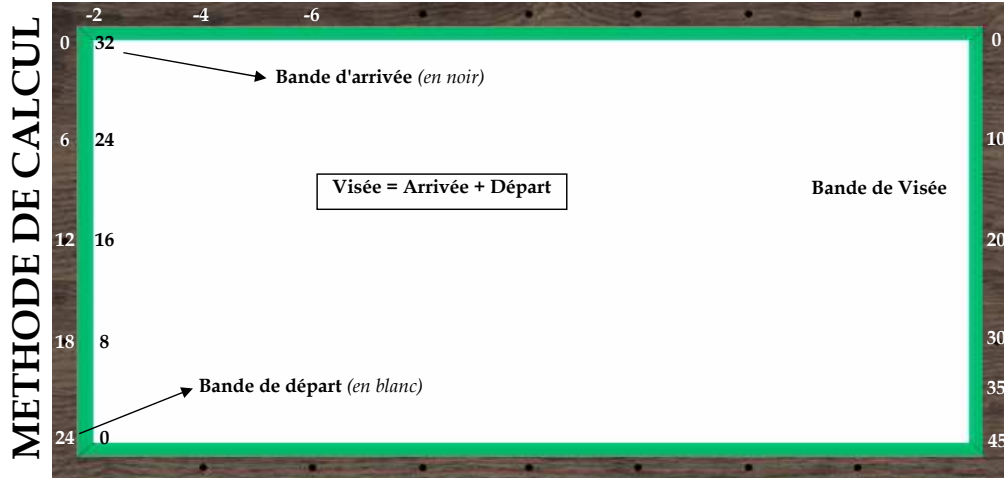 METHODE DE CALCUL
-2 -4 -6
0 32 0
Bande d'arrivée (en noir)
6 24 10
Visée = Arrivée + Départ
Bande de Visée
12 16 20
18 8 30
Bande de départ (en blanc)
35
24 0 45